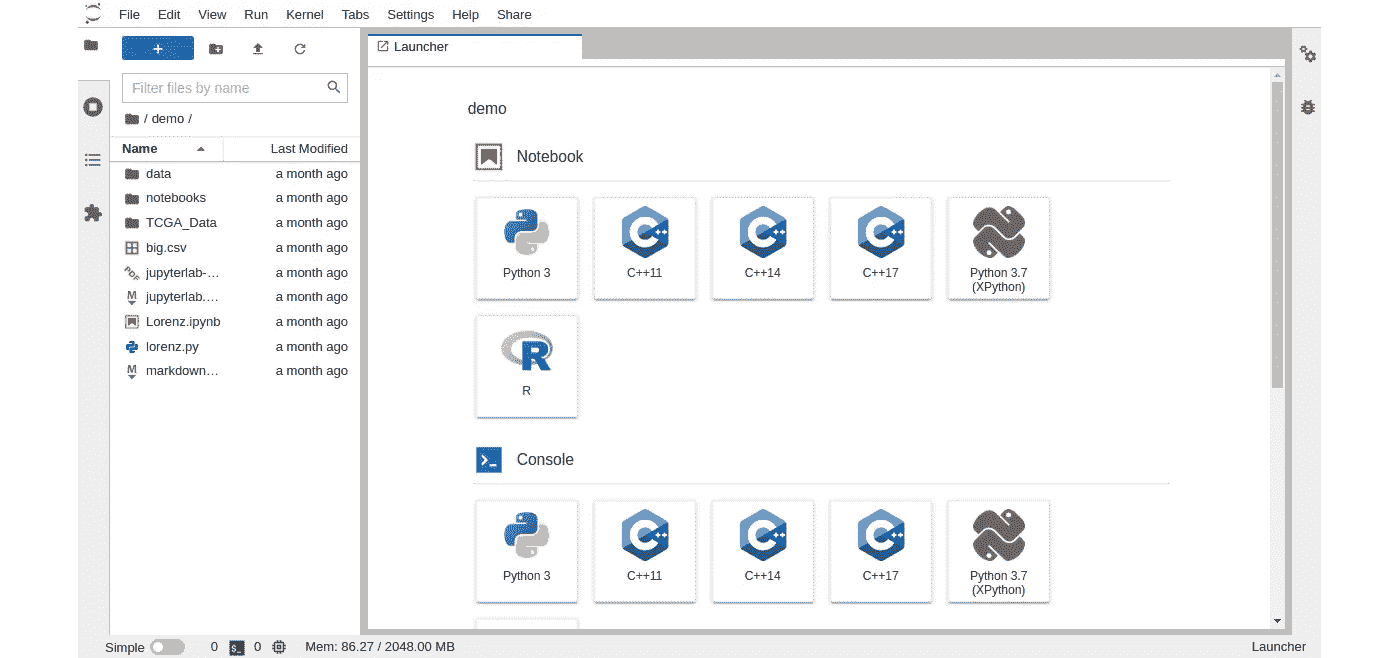 File Edit View Run Kernel Tabs Settings Help Share
+
Launcher
Filter files by name
/ demo /
Name Last Modified
data a month ago
notebooks a month ago
TCGA_Data a month ago
big.csv a month ago
jupyterlab-… a month ago
jupyterlab.… a month ago
Lorenz.ipynb a month ago
lorenz.py a month ago
markdown… a month ago
demo
Notebook
Python 3
C++11
C++14
C++17
Python 3.7
(XPython)
R
Console
Python 3
C++11
C++14
C++17
Python 3.7
(XPython)
Simple 0 $_ 0 Mem: 86.27 / 2048.00 MB Launcher